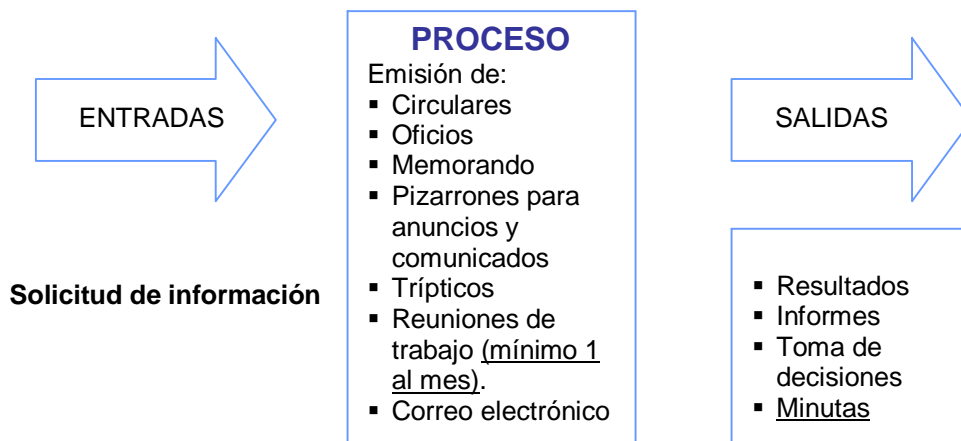 ENTRADAS
Solicitud de información
PROCESO
Emisión de:
▪ Circulares
▪ Oficios
▪ Memorando
▪ Pizarrones para
anuncios y
comunicados
▪ Trípticos
▪ Reuniones de
trabajo (mínimo 1
al mes).
▪ Correo electrónico
SALIDAS
▪ Resultados
▪ Informes
▪ Toma de
decisiones
▪ Minutas